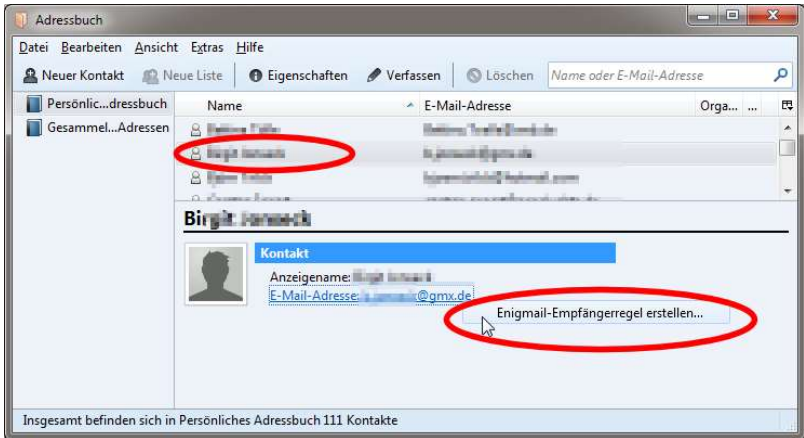 Adressbuch
Datei Bearbeiten Ansicht Extras Hilfe
Neuer Kontakt Neue Liste Eigenschaften Verfassen Löschen Name oder E-Mail-Adresse
Persönlic...dressbuch Name E-Mail-Adresse Orga... ...
Gesammel...Adressen
Birgit
Kontakt
Anzeigename:
E-Mail-Adresse: @gmx.de
Enigmail-Empfängerregel erstellen...
Insgesamt befinden sich in Persönliches Adressbuch 111 Kontakte